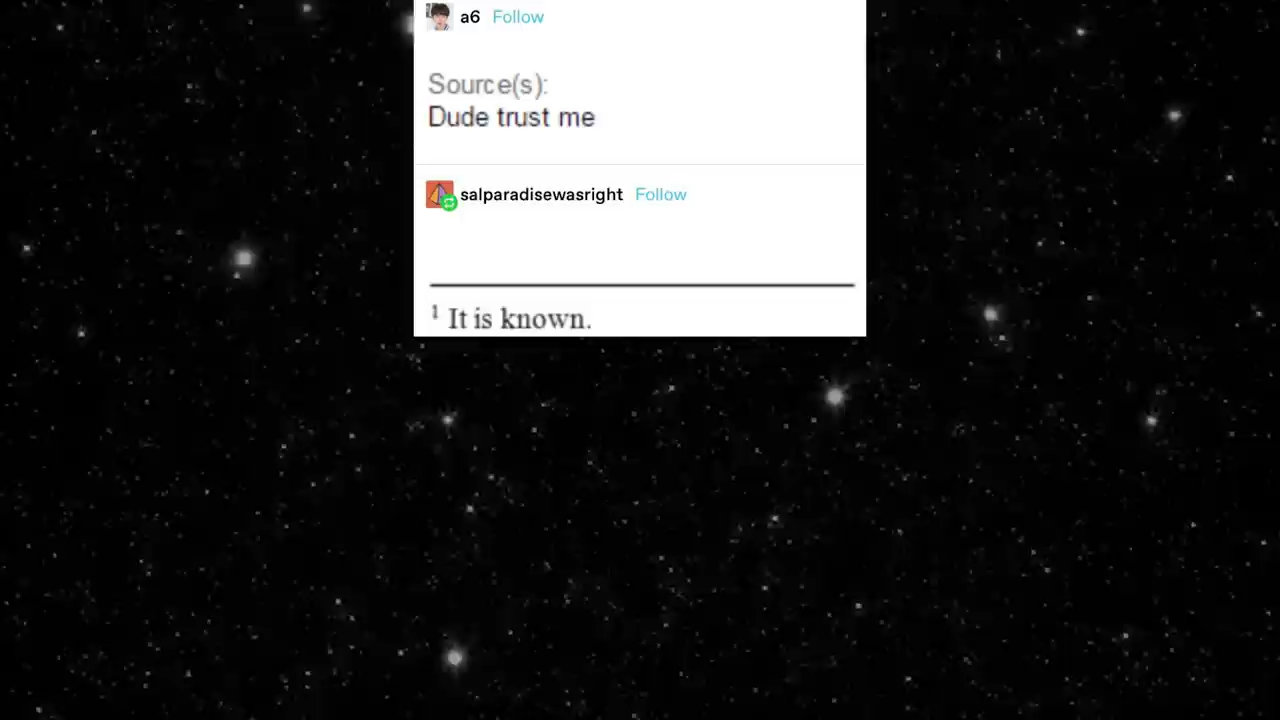 a6 Follow
Source(s):
Dude trust me
salparadisewasright Follow
1 It is known.